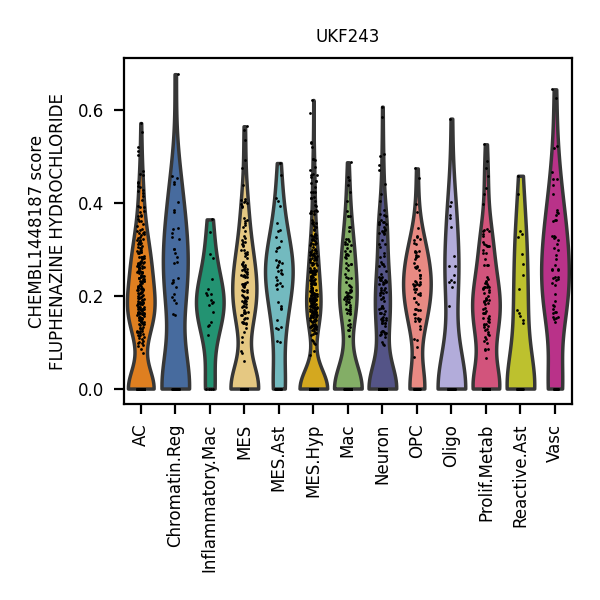 UKF243
CHEMBL1448187 score
FLUPHENAZINE HYDROCHLORIDE
0.6
0.4
0.2
0.0
AC
Chromatin.Reg
Inflammatory.Mac
MES
MES.Ast
MES.Hyp
Mac
Neuron
OPC
Oligo
Prolif.Metab
Reactive.Ast
Vasc